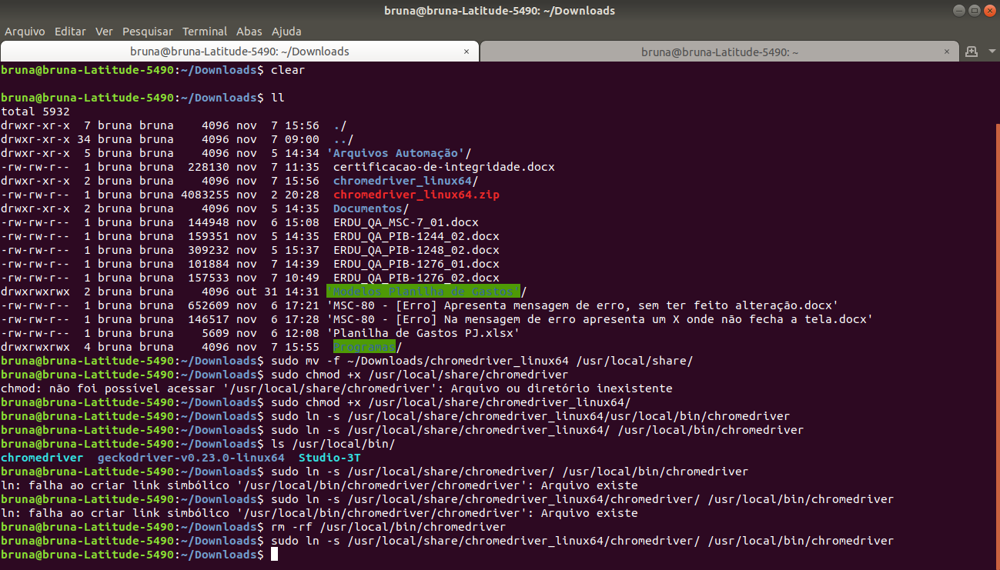 bruna@bruna-Latitude-5490: ~/Downloads
Arquivo Editar Ver Pesquisar Terminal Abas Ajuda
bruna@bruna-Latitude-5490: ~/Downloads × bruna@bruna-Latitude-5490: ~ ×
bruna@bruna-Latitude-5490:~/Downloads$ clear
bruna@bruna-Latitude-5490:~/Downloads$ ll
total 5932
drwxr-xr-x  7 bruna bruna    4096 nov  7 15:56  ./
drwxr-xr-x 34 bruna bruna    4096 nov  7 09:00  ../
drwxr-xr-x  5 bruna bruna    4096 nov  5 14:34 'Arquivos Automação'/
-rw-rw-r--  1 bruna bruna  228130 nov  7 11:35  certificacao-de-integridade.docx
drwxr-xr-x  2 bruna bruna    4096 nov  7 15:56  chromedriver_linux64/
-rw-rw-r--  1 bruna bruna 4083255 nov  2 20:28  chromedriver_linux64.zip
drwxr-xr-x  2 bruna bruna    4096 nov  5 14:35  Documentos/
-rw-rw-r--  1 bruna bruna  144948 nov  6 15:08  ERDU_QA_MSC-7_01.docx
-rw-rw-r--  1 bruna bruna  159351 nov  5 14:35  ERDU_QA_PIB-1244_02.docx
-rw-rw-r--  1 bruna bruna  309232 nov  5 15:37  ERDU_QA_PIB-1248_02.docx
-rw-rw-r--  1 bruna bruna  101884 nov  7 14:39  ERDU_QA_PIB-1276_01.docx
-rw-rw-r--  1 bruna bruna  157533 nov  7 10:49  ERDU_QA_PIB-1276_02.docx
drwxrwxrwx  2 bruna bruna    4096 out 31 14:31 'Modelos Planilha de Gastos'/
-rw-rw-r--  1 bruna bruna  652609 nov  6 17:21 'MSC-80 - [Erro] Apresenta mensagem de erro, sem ter feito alteração.docx'
-rw-rw-r--  1 bruna bruna  146517 nov  6 17:28 'MSC-80 - [Erro] Na mensagem de erro apresenta um X onde não fecha a tela.docx'
-rw-rw-r--  1 bruna bruna    5609 nov  6 12:08 'Planilha de Gastos PJ.xlsx'
drwxrwxrwx  4 bruna bruna    4096 nov  7 15:55  Programas/
bruna@bruna-Latitude-5490:~/Downloads$ sudo mv -f ~/Downloads/chromedriver_linux64 /usr/local/share/
bruna@bruna-Latitude-5490:~/Downloads$ sudo chmod +x /usr/local/share/chromedriver
chmod: não foi possível acessar '/usr/local/share/chromedriver': Arquivo ou diretório inexistente
bruna@bruna-Latitude-5490:~/Downloads$ sudo chmod +x /usr/local/share/chromedriver_linux64/
bruna@bruna-Latitude-5490:~/Downloads$ sudo ln -s /usr/local/share/chromedriver_linux64/usr/local/bin/chromedriver
bruna@bruna-Latitude-5490:~/Downloads$ sudo ln -s /usr/local/share/chromedriver_linux64/ /usr/local/bin/chromedriver
bruna@bruna-Latitude-5490:~/Downloads$ ls /usr/local/bin/
chromedriver  geckodriver-v0.23.0-linux64  Studio-3T
bruna@bruna-Latitude-5490:~/Downloads$ sudo ln -s /usr/local/share/chromedriver/ /usr/local/bin/chromedriver
ln: falha ao criar link simbólico '/usr/local/bin/chromedriver/chromedriver': Arquivo existe
bruna@bruna-Latitude-5490:~/Downloads$ sudo ln -s /usr/local/share/chromedriver_linux64/chromedriver/ /usr/local/bin/chromedriver
ln: falha ao criar link simbólico '/usr/local/bin/chromedriver/chromedriver': Arquivo existe
bruna@bruna-Latitude-5490:~/Downloads$ rm -rf /usr/local/bin/chromedriver
bruna@bruna-Latitude-5490:~/Downloads$ sudo ln -s /usr/local/share/chromedriver_linux64/chromedriver/ /usr/local/bin/chromedriver
bruna@bruna-Latitude-5490:~/Downloads$